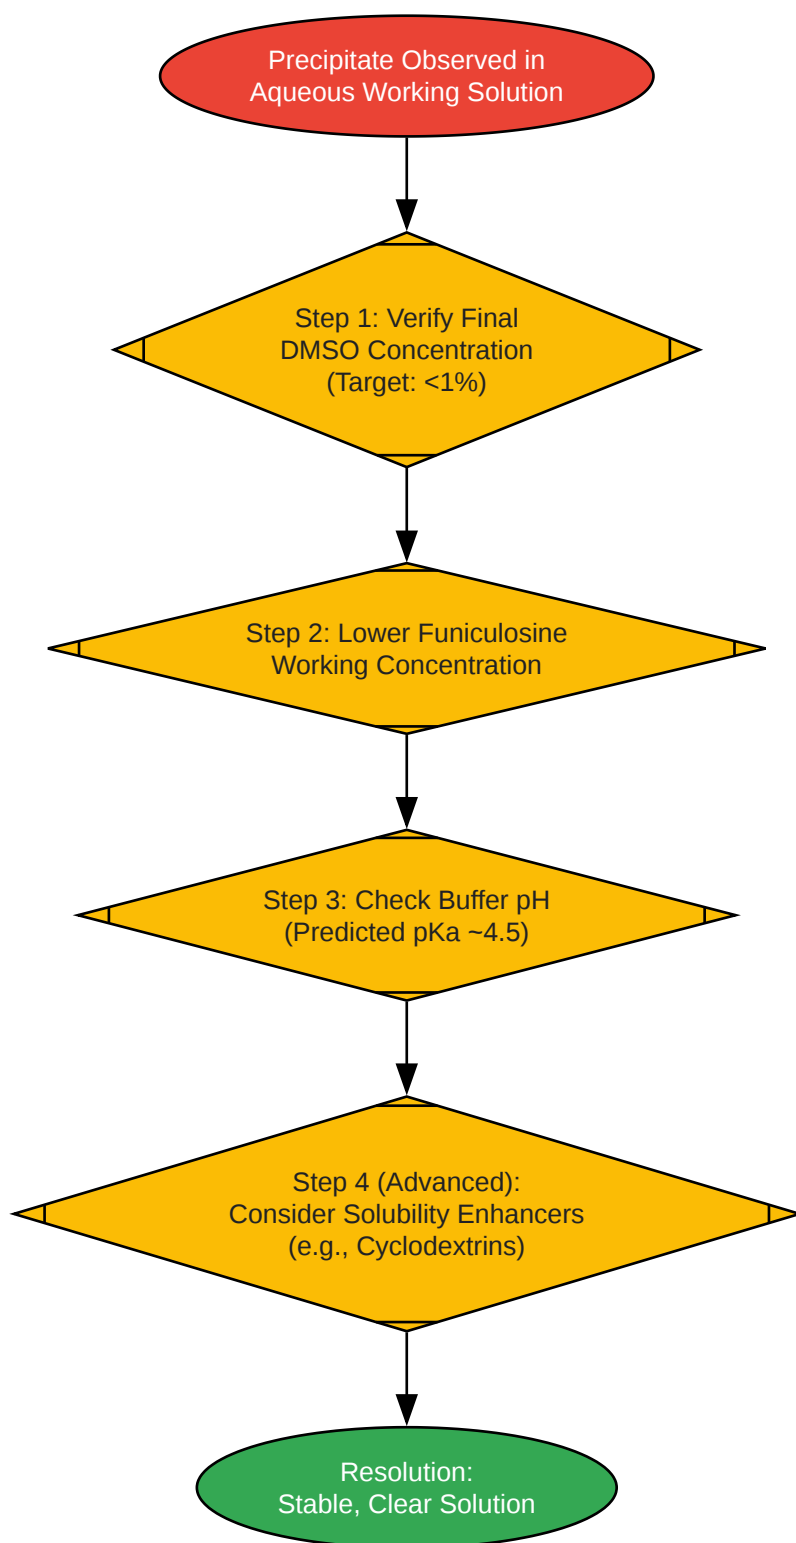 Precipitate Observed in
Aqueous Working Solution
Step 1: Verify Final
DMSO Concentration
(Target: <1%)
Step 2: Lower Funiculosine
Working Concentration
Step 3: Check Buffer pH
(Predicted pKa ~4.5)
Step 4 (Advanced):
Consider Solubility Enhancers
(e.g., Cyclodextrins)
Resolution:
Stable, Clear Solution